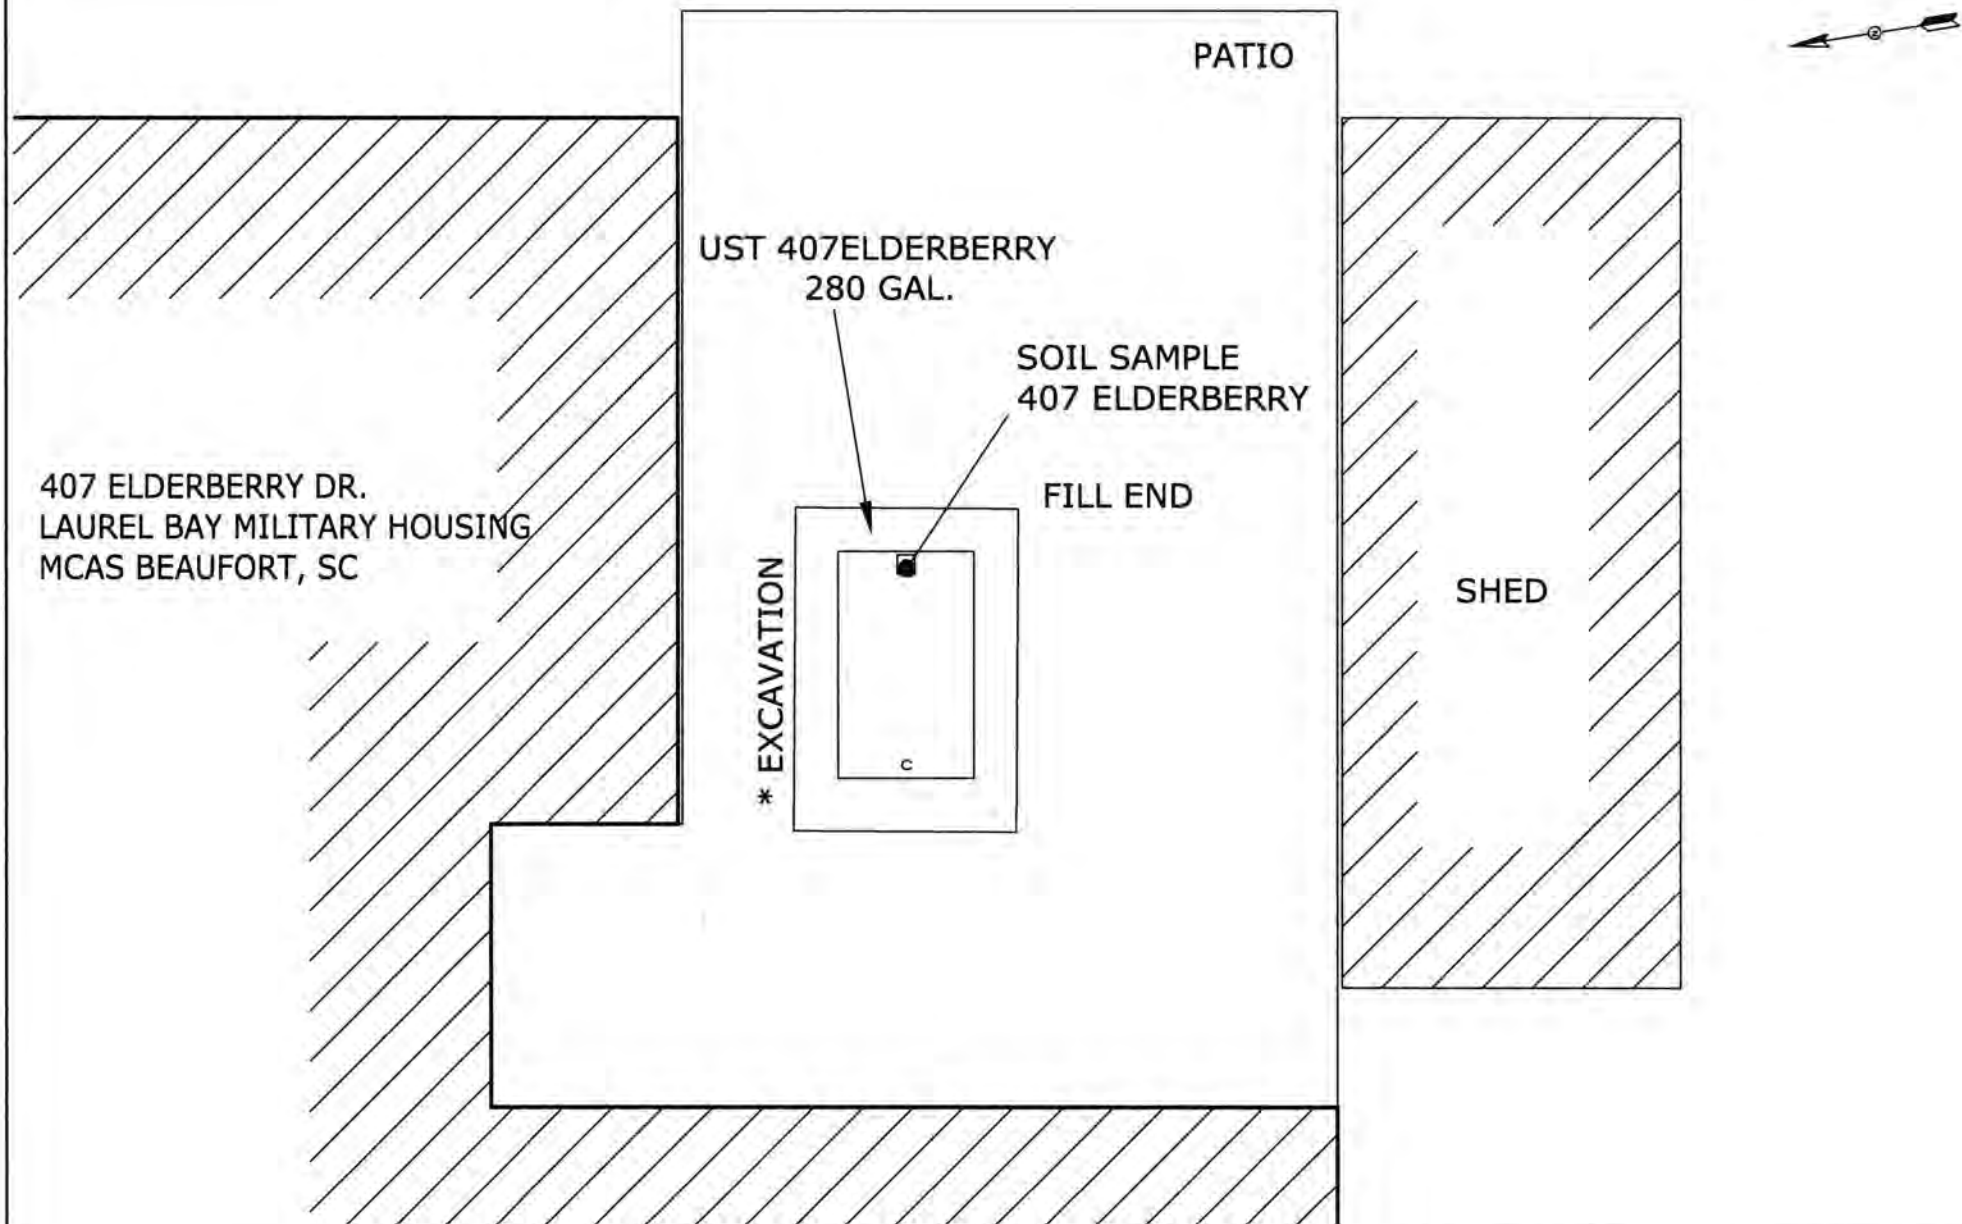 PATIO
UST 407ELDERBERRY
280 GAL.
SOIL SAMPLE
407 ELDERBERRY
FILL END
407 ELDERBERRY DR.
LAUREL BAY MILITARY HOUSING
MCAS BEAUFORT, SC
* EXCAVATION
SHED
C
N